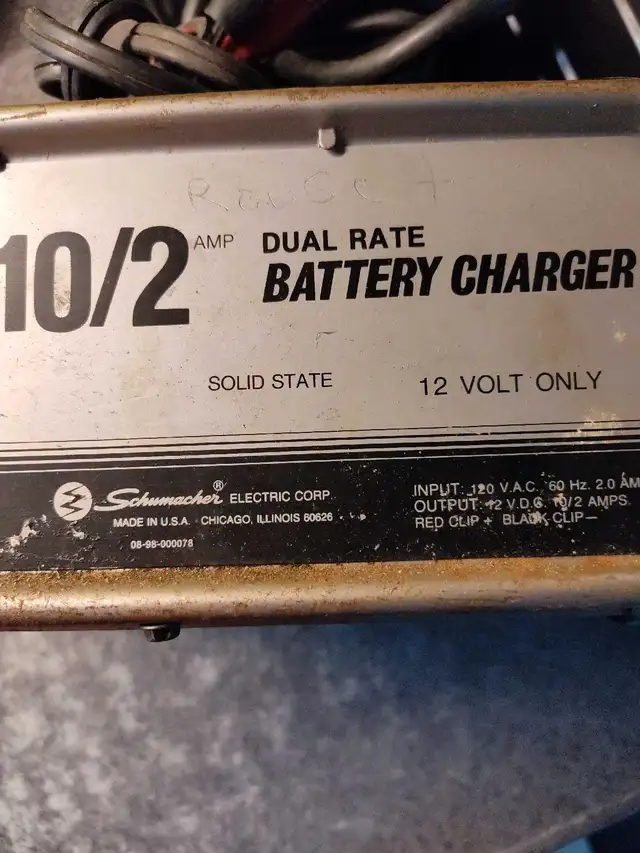 10/2 AMP DUAL RATE
BATTERY CHARGER
SOLID STATE 12 VOLT ONLY
Schumacher® ELECTRIC CORP.
MADE IN U.S.A. CHICAGO, ILLINOIS 60626
08-98-000078
INPUT: 120 V.A.C. 60 Hz. 2.0 AM
OUTPUT: 12 V.D.C. 10/2 AMPS.
RED CLIP + BLACK CLIP –